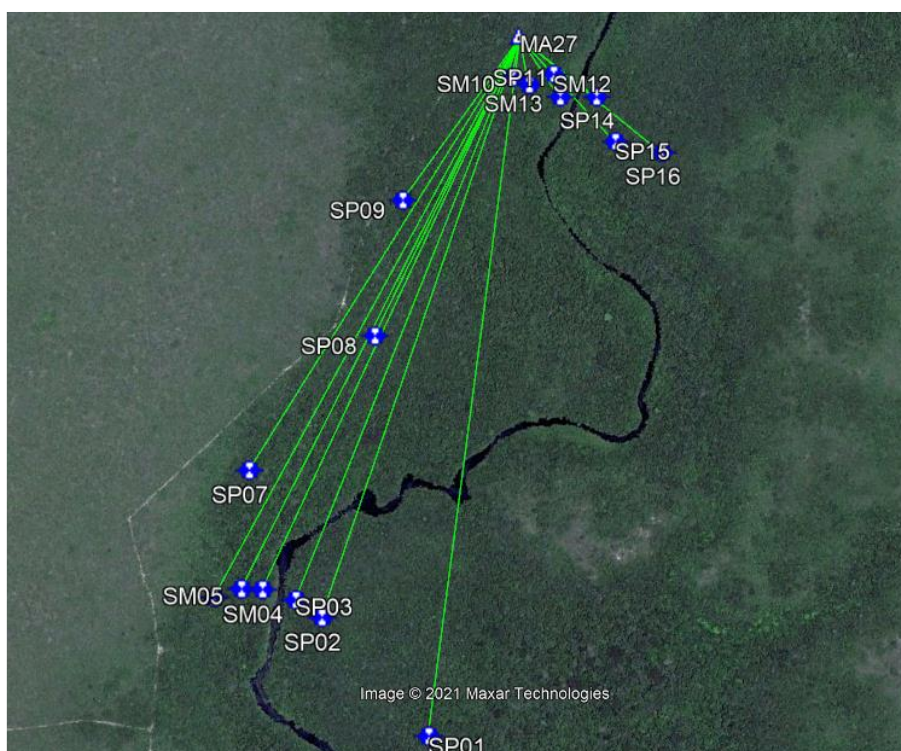 MA27
SP11
SM10
SM12
SM13
SP14
SP15
SP16
SP09
SP08
SP07
SM05
SM04
SP03
SP02
Image © 2021 Maxar Technologies
SP01